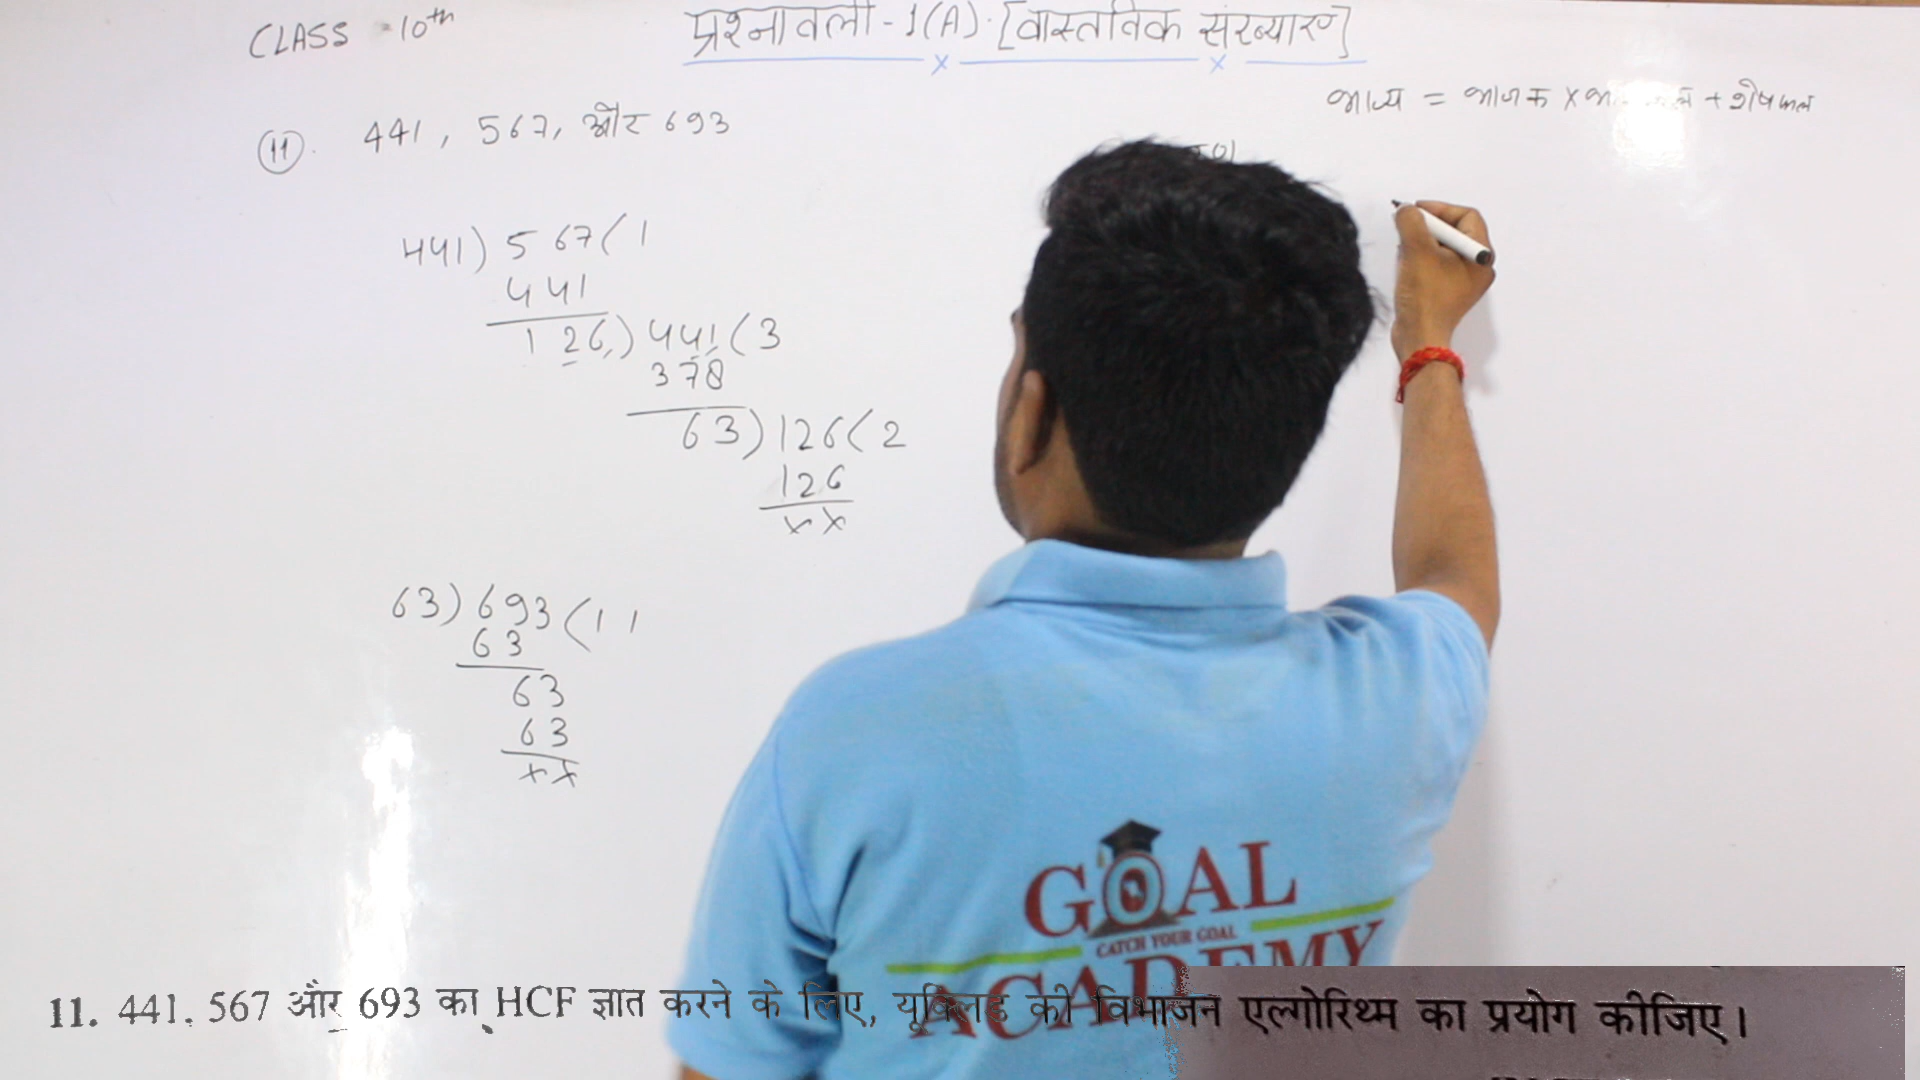 CLASS - 10th
प्रश्नावली - 1(A) · [वास्तविक संख्याएं]
भाज्य = भाजक × + शेषफल
11. 441, 567, और 693
441) 567 (1
441
126) 441 (3
378
63) 126 (2
126
× ×
63) 693 (11
63
63
63
× ×
GOAL
CATCH YOUR GOAL
ACADEMY
11. 441, 567 और 693 का HCF ज्ञात करने के लिए, यूक्लिड की विभाजन एल्गोरिथ्म का प्रयोग कीजिए।